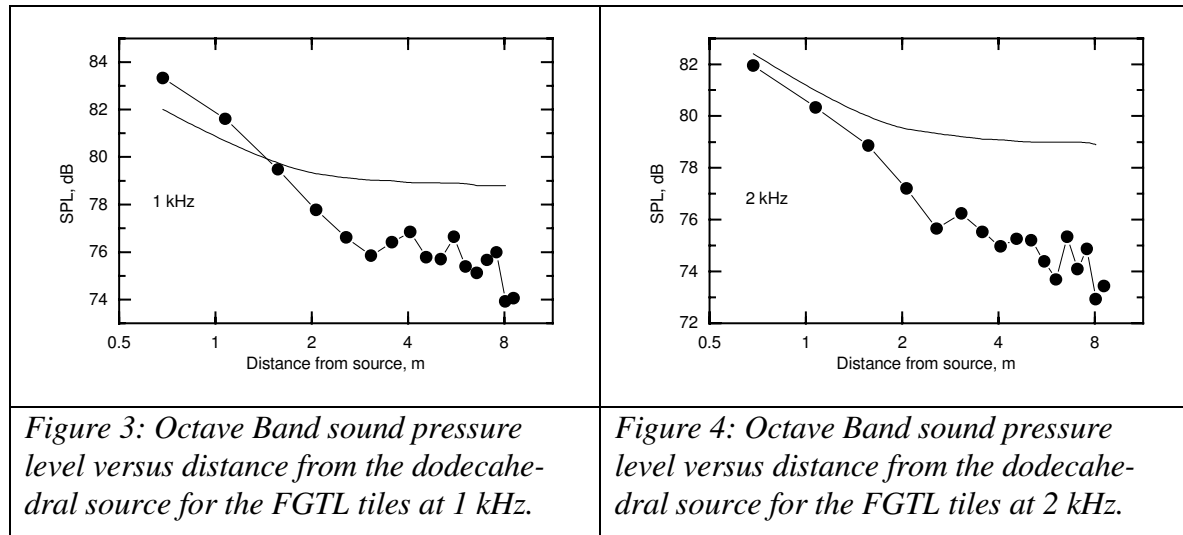 84
82
80
78
76
74
SPL, dB
1 kHz
0.5
1
2
4
8
Distance from source, m
82
80
78
76
74
72
SPL, dB
2 kHz
0.5
1
2
4
8
Distance from source, m
Figure 3: Octave Band sound pressure
level versus distance from the dodecahe-
dral source for the FGTL tiles at 1 kHz.
Figure 4: Octave Band sound pressure
level versus distance from the dodecahe-
dral source for the FGTL tiles at 2 kHz.